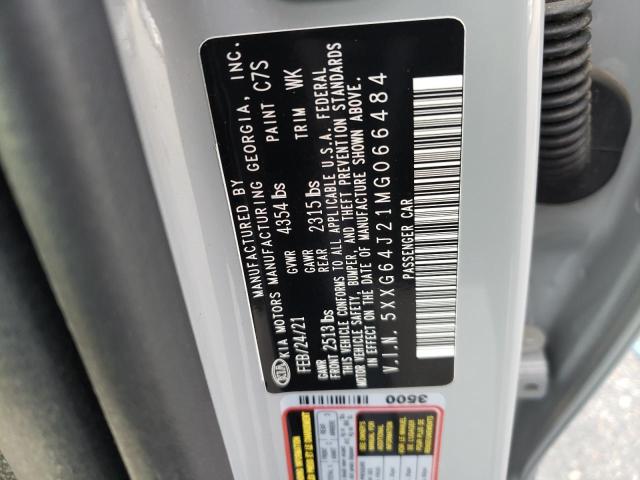 KIA
MANUFACTURED BY
KIA MOTORS MANUFACTURING GEORGIA, INC.
FEB/24/21 GVWR 4354 lbs PAINT C7S
GAWR GAWR
FRONT 2513 lbs REAR 2315 lbs TRIM WK
THIS VEHICLE CONFORMS TO ALL APPLICABLE U.S.A. FEDERAL
MOTOR VEHICLE SAFETY, BUMPER, AND THEFT PREVENTION STANDARDS
IN EFFECT ON THE DATE OF MANUFACTURE SHOWN ABOVE.
V.I.N. 5XXG64J21MG066484
PASSENGER CAR
3500